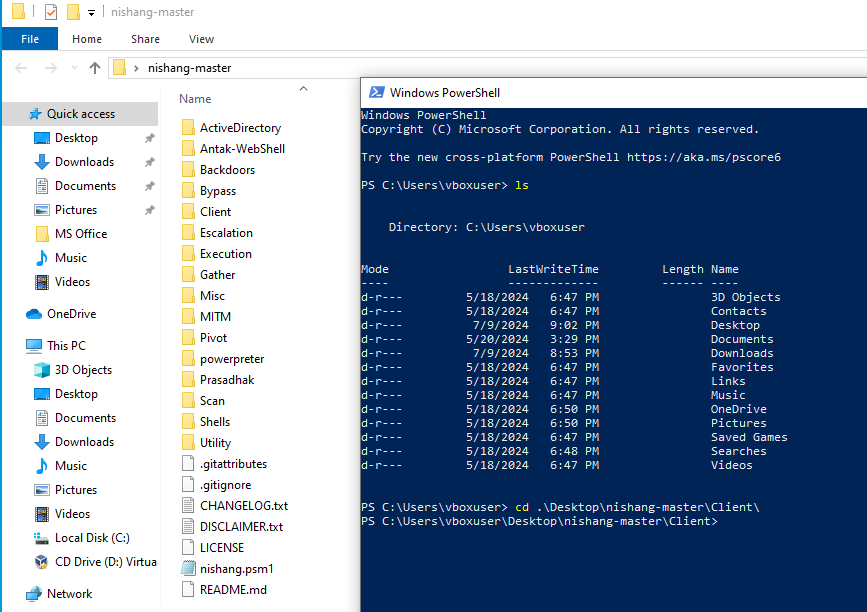 nishang-master
File Home Share View
nishang-master
Quick access
Desktop
Downloads
Documents
Pictures
MS Office
Music
Videos
OneDrive
This PC
3D Objects
Desktop
Documents
Downloads
Music
Pictures
Videos
Local Disk (C:)
CD Drive (D:) Virtua
Network
Name
ActiveDirectory
Antak-WebShell
Backdoors
Bypass
Client
Escalation
Execution
Gather
Misc
MITM
Pivot
powerpreter
Prasadhak
Scan
Shells
Utility
.gitattributes
.gitignore
CHANGELOG.txt
DISCLAIMER.txt
LICENSE
nishang.psm1
README.md
Windows PowerShell
Windows PowerShell
Copyright (C) Microsoft Corporation. All rights reserved.
Try the new cross-platform PowerShell https://aka.ms/pscore6
PS C:\Users\vboxuser> ls
Directory: C:\Users\vboxuser
Mode LastWriteTime Length Name
---- ------------- ------ ----
d-r--- 5/18/2024 6:47 PM 3D Objects
d-r--- 5/18/2024 6:47 PM Contacts
d-r--- 7/9/2024 9:02 PM Desktop
d-r--- 5/20/2024 3:29 PM Documents
d-r--- 7/9/2024 8:53 PM Downloads
d-r--- 5/18/2024 6:47 PM Favorites
d-r--- 5/18/2024 6:47 PM Links
d-r--- 5/18/2024 6:47 PM Music
d-r--- 5/18/2024 6:50 PM OneDrive
d-r--- 5/18/2024 6:50 PM Pictures
d-r--- 5/18/2024 6:47 PM Saved Games
d-r--- 5/18/2024 6:48 PM Searches
d-r--- 5/18/2024 6:47 PM Videos
PS C:\Users\vboxuser> cd .\Desktop\nishang-master\Client\
PS C:\Users\vboxuser\Desktop\nishang-master\Client>